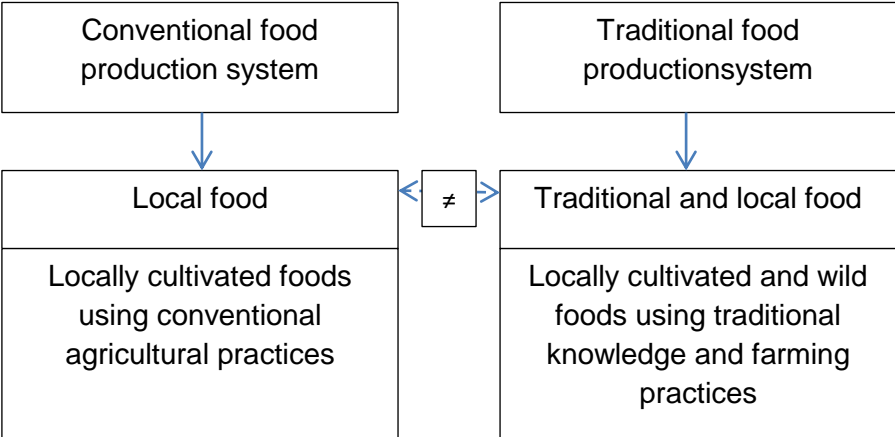 Conventional food
production system
Traditional food
productionsystem
Local food
≠
Traditional and local food
Locally cultivated foods
using conventional
agricultural practices
Locally cultivated and wild
foods using traditional
knowledge and farming
practices